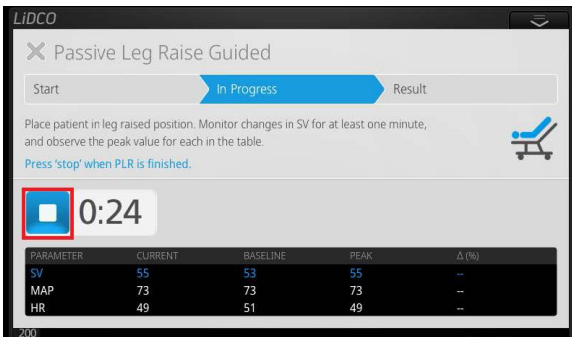 LiDCO
Passive Leg Raise Guided
Start In Progress Result
Place patient in leg raised position. Monitor changes in SV for at least one minute,
and observe the peak value for each in the table.
Press 'stop' when PLR is finished.
0:24
PARAMETER CURRENT BASELINE PEAK Δ (%)
SV 55 53 55 --
MAP 73 73 73 --
HR 49 51 49 --
200